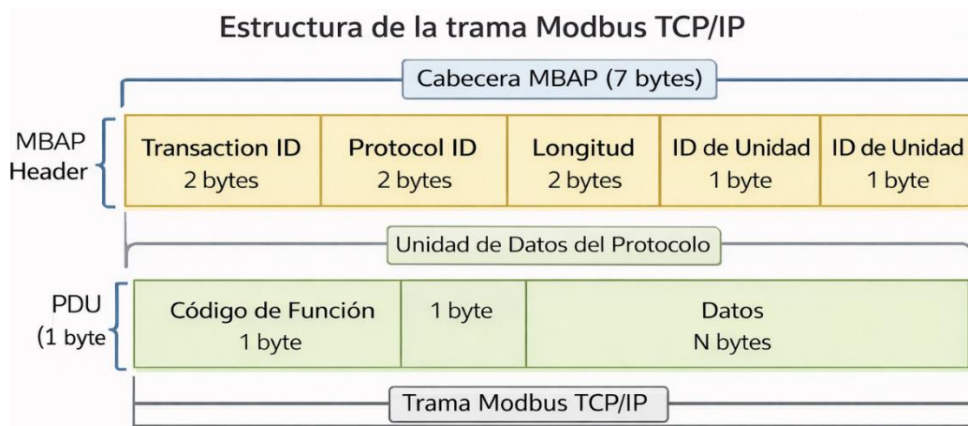 Estructura de la trama Modbus TCP/IP
Cabecera MBAP (7 bytes)
MBAP
Header
Transaction ID
2 bytes
Protocol ID
2 bytes
Longitud
2 bytes
ID de Unidad
1 byte
ID de Unidad
1 byte
Unidad de Datos del Protocolo
PDU
(1 byte
Código de Función
1 byte
1 byte
Datos
N bytes
Trama Modbus TCP/IP